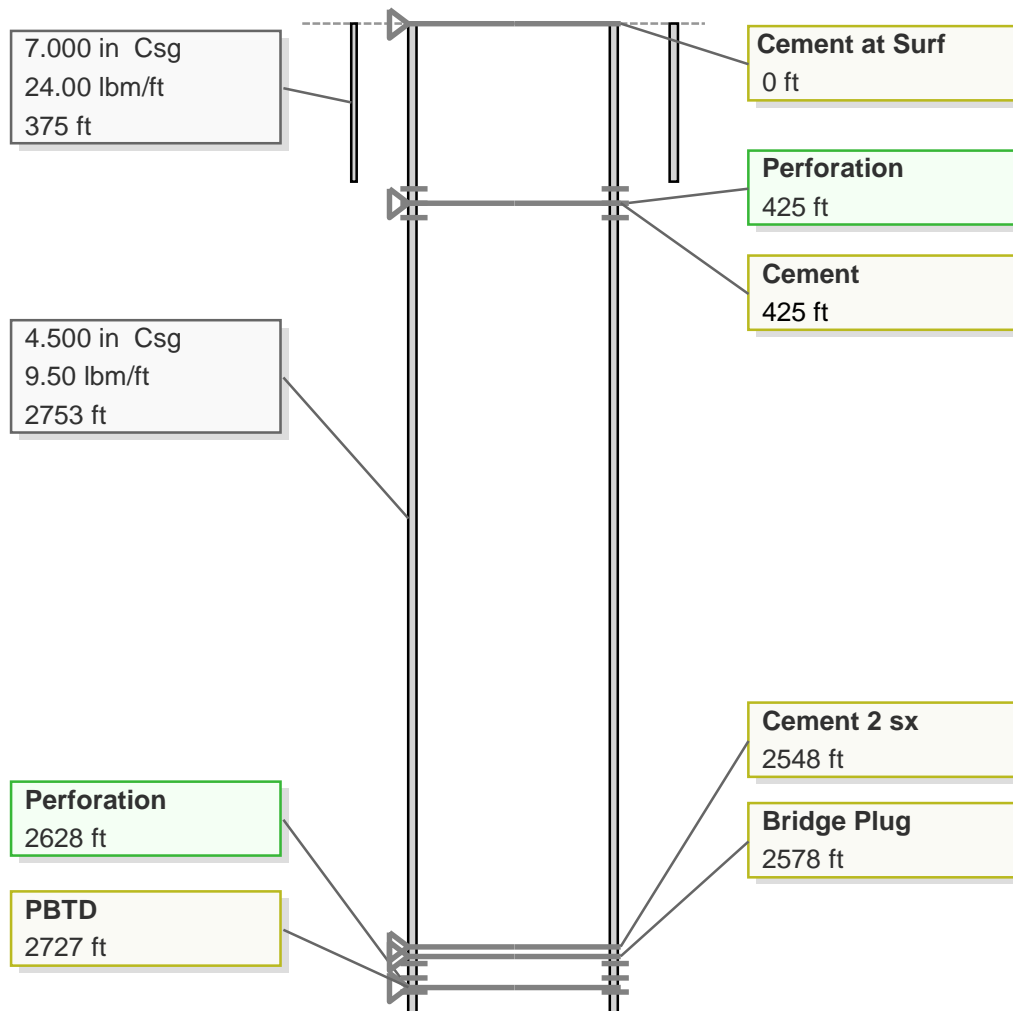 7.000 in Csg
24.00 lbm/ft
375 ft
Cement at Surf
0 ft
Perforation
425 ft
Cement
425 ft
4.500 in Csg
9.50 lbm/ft
2753 ft
Cement 2 sx
2548 ft
Perforation
2628 ft
Bridge Plug
2578 ft
PBTD
2727 ft